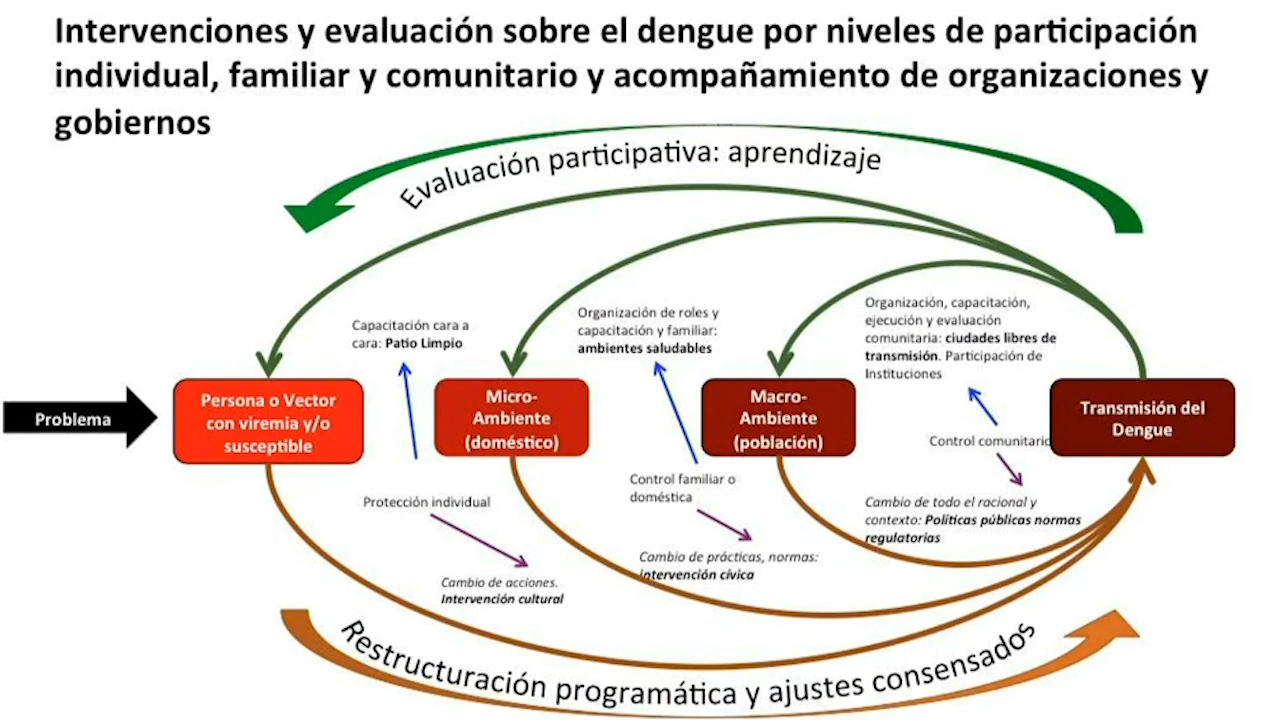 Intervenciones y evaluación sobre el dengue por niveles de participación
individual, familiar y comunitario y acompañamiento de organizaciones y
gobiernos
Evaluación participativa: aprendizaje
Capacitación cara a
cara: Patio Limpio
Organización de roles y
capacitación y familiar:
ambientes saludables
Organización, capacitación,
ejecución y evaluación
comunitaria: ciudades libres de
transmisión. Participación de
Instituciones
Problema
Persona o Vector
con viremia y/o
susceptible
Micro-
Ambiente
(doméstico)
Macro-
Ambiente
(población)
Transmisión del
Dengue
Protección individual
Control familiar o
doméstica
Control comunitario
Cambio de acciones.
Intervención cultural
Cambio de prácticas, normas:
intervención cívica
Cambio de todo el racional y
contexto: Políticas públicas normas
regulatorias
Restructuración programática y ajustes consensados